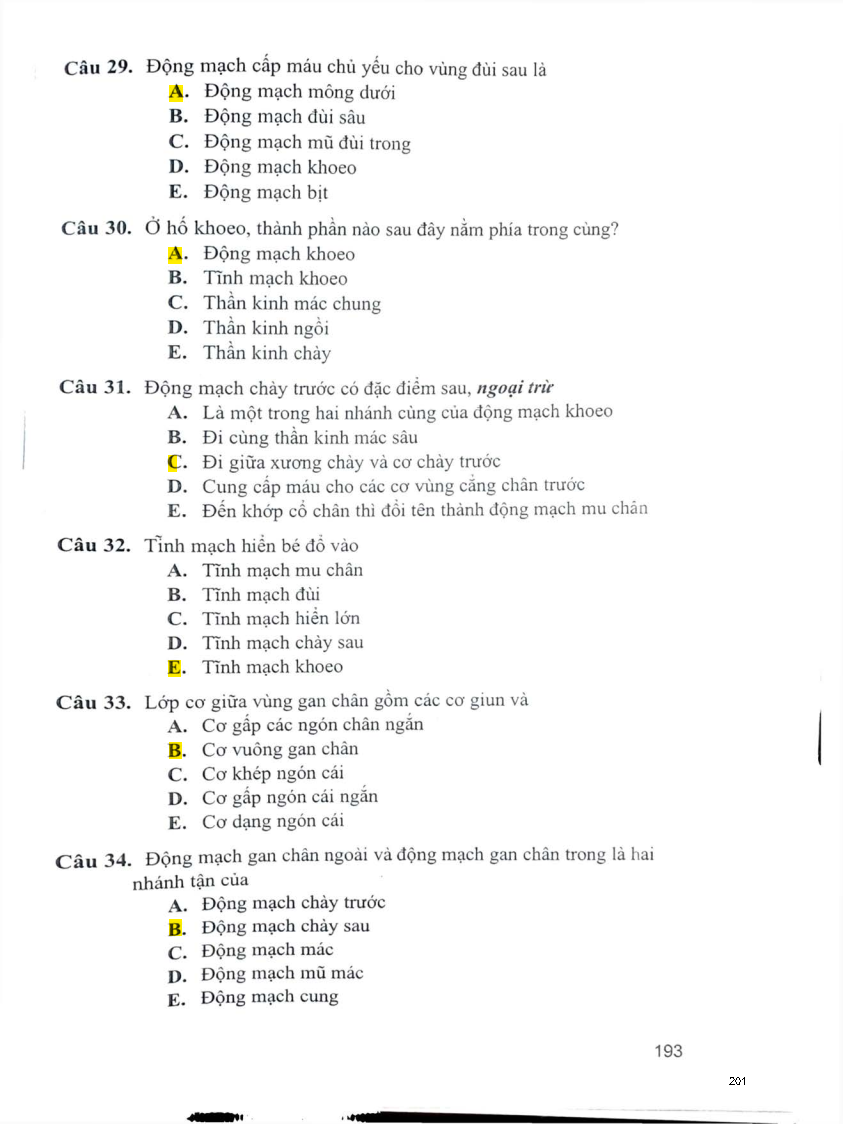 Câu 29. Động mạch cấp máu chủ yếu cho vùng đùi sau là
A. Động mạch mông dưới
B. Động mạch đùi sâu
C. Động mạch mũ đùi trong
D. Động mạch khoeo
E. Động mạch bịt
Câu 30. Ở hố khoeo, thành phần nào sau đây nằm phía trong cùng?
A. Động mạch khoeo
B. Tĩnh mạch khoeo
C. Thần kinh mác chung
D. Thần kinh ngồi
E. Thần kinh chày
Câu 31. Động mạch chày trước có đặc điểm sau, ngoại trừ
A. Là một trong hai nhánh cùng của động mạch khoeo
B. Đi cùng thần kinh mác sâu
C. Đi giữa xương chày và cơ chày trước
D. Cung cấp máu cho các cơ vùng cẳng chân trước
E. Đến khớp cổ chân thì đổi tên thành động mạch mu chân
Câu 32. Tĩnh mạch hiển bé đổ vào
A. Tĩnh mạch mu chân
B. Tĩnh mạch đùi
C. Tĩnh mạch hiển lớn
D. Tĩnh mạch chày sau
E. Tĩnh mạch khoeo
Câu 33. Lớp cơ giữa vùng gan chân gồm các cơ giun và
A. Cơ gấp các ngón chân ngắn
B. Cơ vuông gan chân
C. Cơ khép ngón cái
D. Cơ gấp ngón cái ngắn
E. Cơ dạng ngón cái
Câu 34. Động mạch gan chân ngoài và động mạch gan chân trong là hai
nhánh tận của
A. Động mạch chày trước
B. Động mạch chày sau
C. Động mạch mác
D. Động mạch mũ mác
E. Động mạch cung
193
201